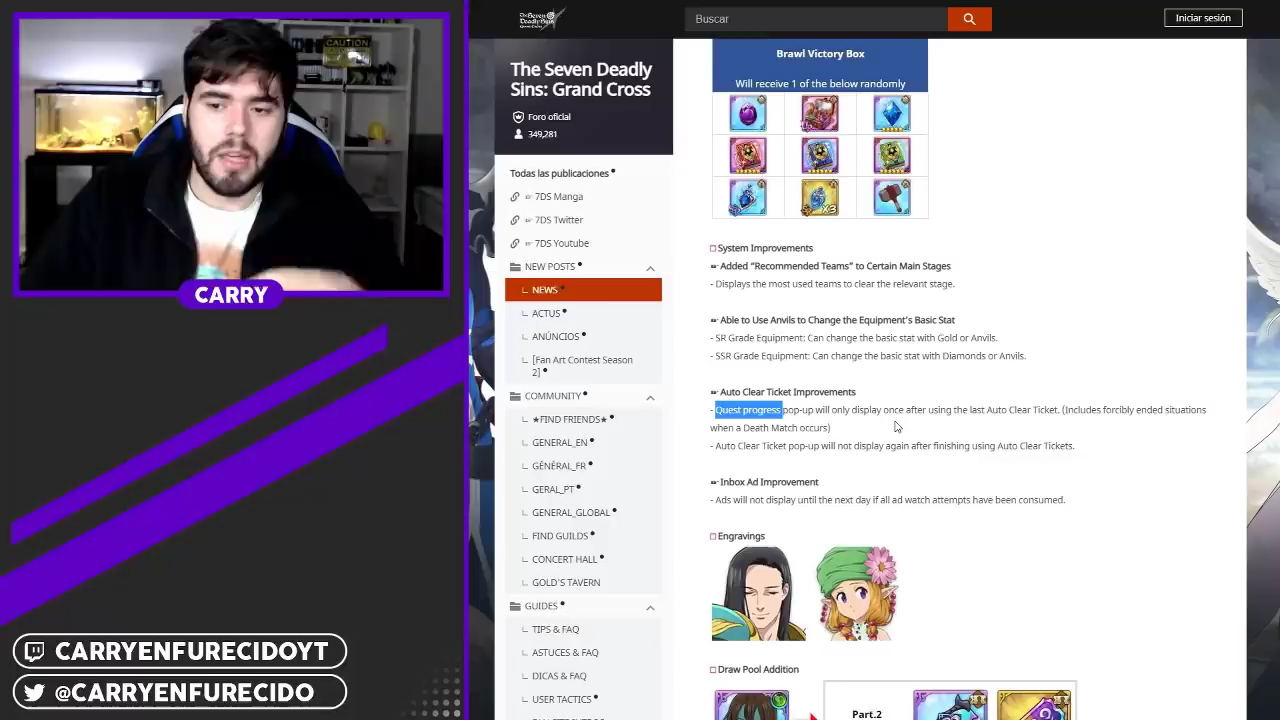 CAUTION
CARRY
CARRYENFURECIDOYT
@CARRYENFURECIDO
The Seven
Deadly Sins
Buscar
Iniciar sesión
The Seven Deadly
Sins: Grand Cross
Foro oficial
349,281
Todas las publicaciones
7DS Manga
7DS Twitter
7DS Youtube
NEW POSTS
NEWS
ACTUS
ANÚNCIOS
[Fan Art Contest Season
2]
COMMUNITY
★FIND FRIENDS★
GENERAL_EN
GÉNÉRAL_FR
GERAL_PT
GENERAL_GLOBAL
FIND GUILDS
CONCERT HALL
GOLD'S TAVERN
GUIDES
TIPS & FAQ
ASTUCES & FAQ
DICAS & FAQ
USER TACTICS
Brawl Victory Box
Will receive 1 of the below randomly
X3
System Improvements
Added “Recommended Teams” to Certain Main Stages
- Displays the most used teams to clear the relevant stage.
Able to Use Anvils to Change the Equipment's Basic Stat
- SR Grade Equipment: Can change the basic stat with Gold or Anvils.
- SSR Grade Equipment: Can change the basic stat with Diamonds or Anvils.
Auto Clear Ticket Improvements
- Quest progress pop-up will only display once after using the last Auto Clear Ticket. (Includes forcibly ended situations
when a Death Match occurs)
- Auto Clear Ticket pop-up will not display again after finishing using Auto Clear Tickets.
Inbox Ad Improvement
- Ads will not display until the next day if all ad watch attempts have been consumed.
Engravings
Draw Pool Addition
Part.2